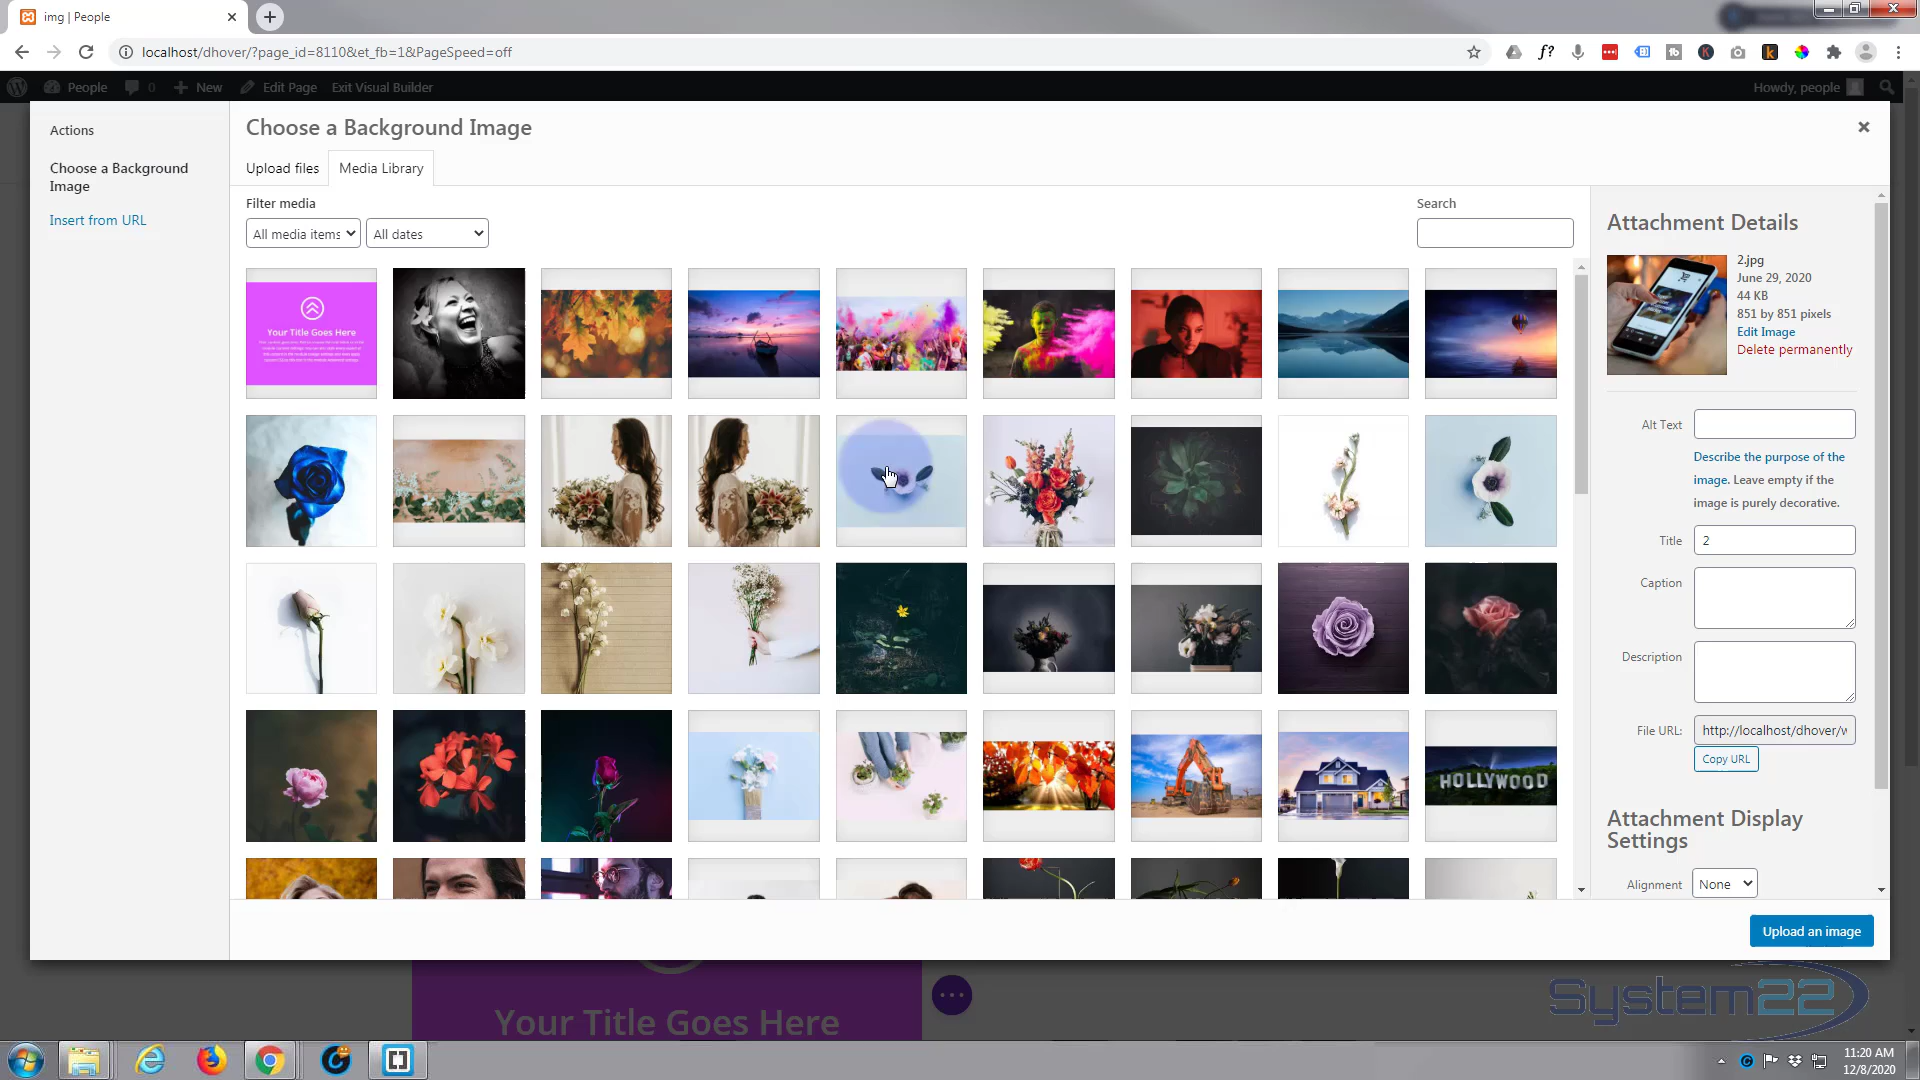 img | People
localhost/dhover/?page_id=8110&et_fb=1&PageSpeed=off
People
0
New
Edit Page
Exit Visual Builder
Howdy, people
Actions
Choose a Background
Image
Insert from URL
Choose a Background Image
Upload files
Media Library
Filter media
All media items
All dates
Search
Your Title Goes Here
HOLLYWOOD
Attachment Details
2.jpg
June 29, 2020
44 KB
851 by 851 pixels
Edit Image
Delete permanently
Alt Text
Describe the purpose of the
image. Leave empty if the
image is purely decorative.
Title
2
Caption
Description
File URL:
http://localhost/dhover/w
Copy URL
Attachment Display
Settings
Alignment
None
Upload an image
Your Title Goes Here
System22
11:20 AM
12/8/2020